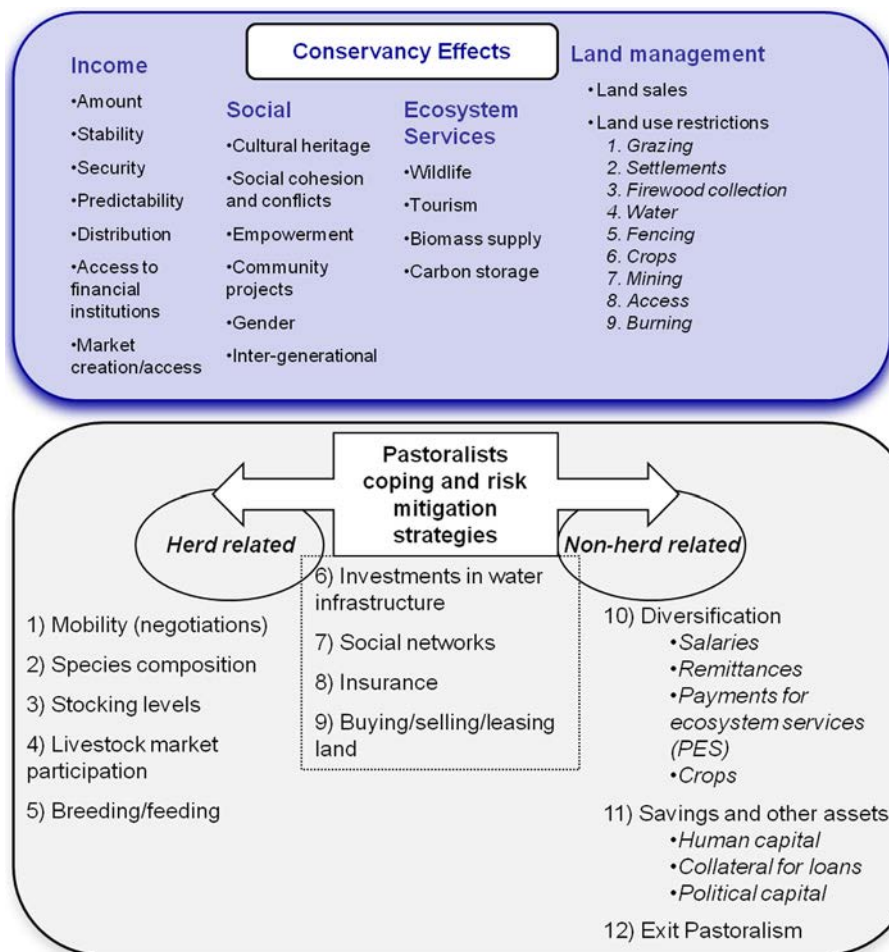 Conservancy Effects
Income
•Amount
•Stability
•Security
•Predictability
•Distribution
•Access to
financial
institutions
•Market
creation/access
Social
•Cultural heritage
•Social cohesion
and conflicts
•Empowerment
•Community
projects
•Gender
•Inter-generational
Ecosystem
Services
•Wildlife
•Tourism
•Biomass supply
•Carbon storage
Land management
•Land sales
•Land use restrictions
1. Grazing
2. Settlements
3. Firewood collection
4. Water
5. Fencing
6. Crops
7. Mining
8. Access
9. Burning
Pastoralists
coping and risk
mitigation
strategies
Herd related
1) Mobility (negotiations)
2) Species composition
3) Stocking levels
4) Livestock market
participation
5) Breeding/feeding
6) Investments in water
infrastructure
7) Social networks
8) Insurance
9) Buying/selling/leasing
land
Non-herd related
10) Diversification
•Salaries
•Remittances
•Payments for
ecosystem services
(PES)
•Crops
11) Savings and other assets
•Human capital
•Collateral for loans
•Political capital
12) Exit Pastoralism